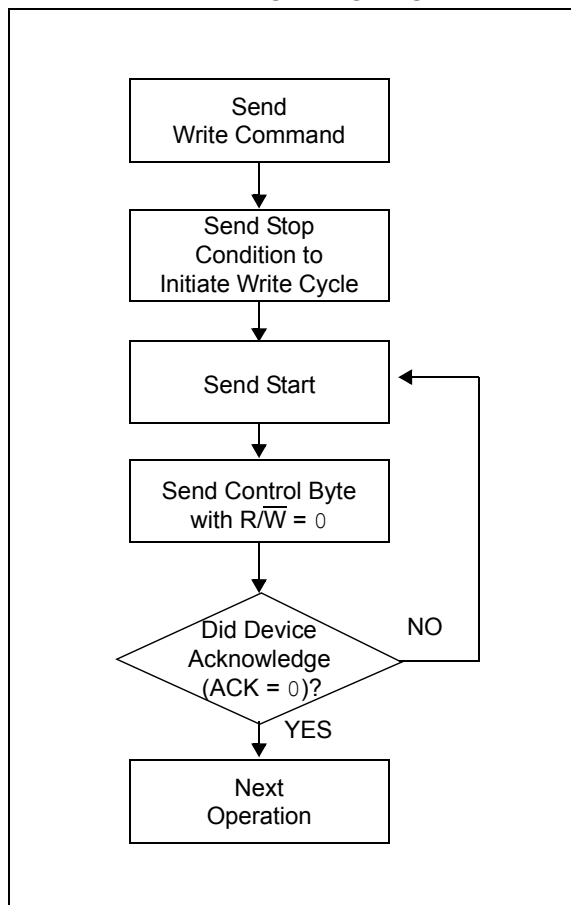 Send
Write Command
Send Stop
Condition to
Initiate Write Cycle
Send Start
Send Control Byte
with R/W̅ = 0
Did Device
Acknowledge
(ACK = 0)?
NO
YES
Next
Operation